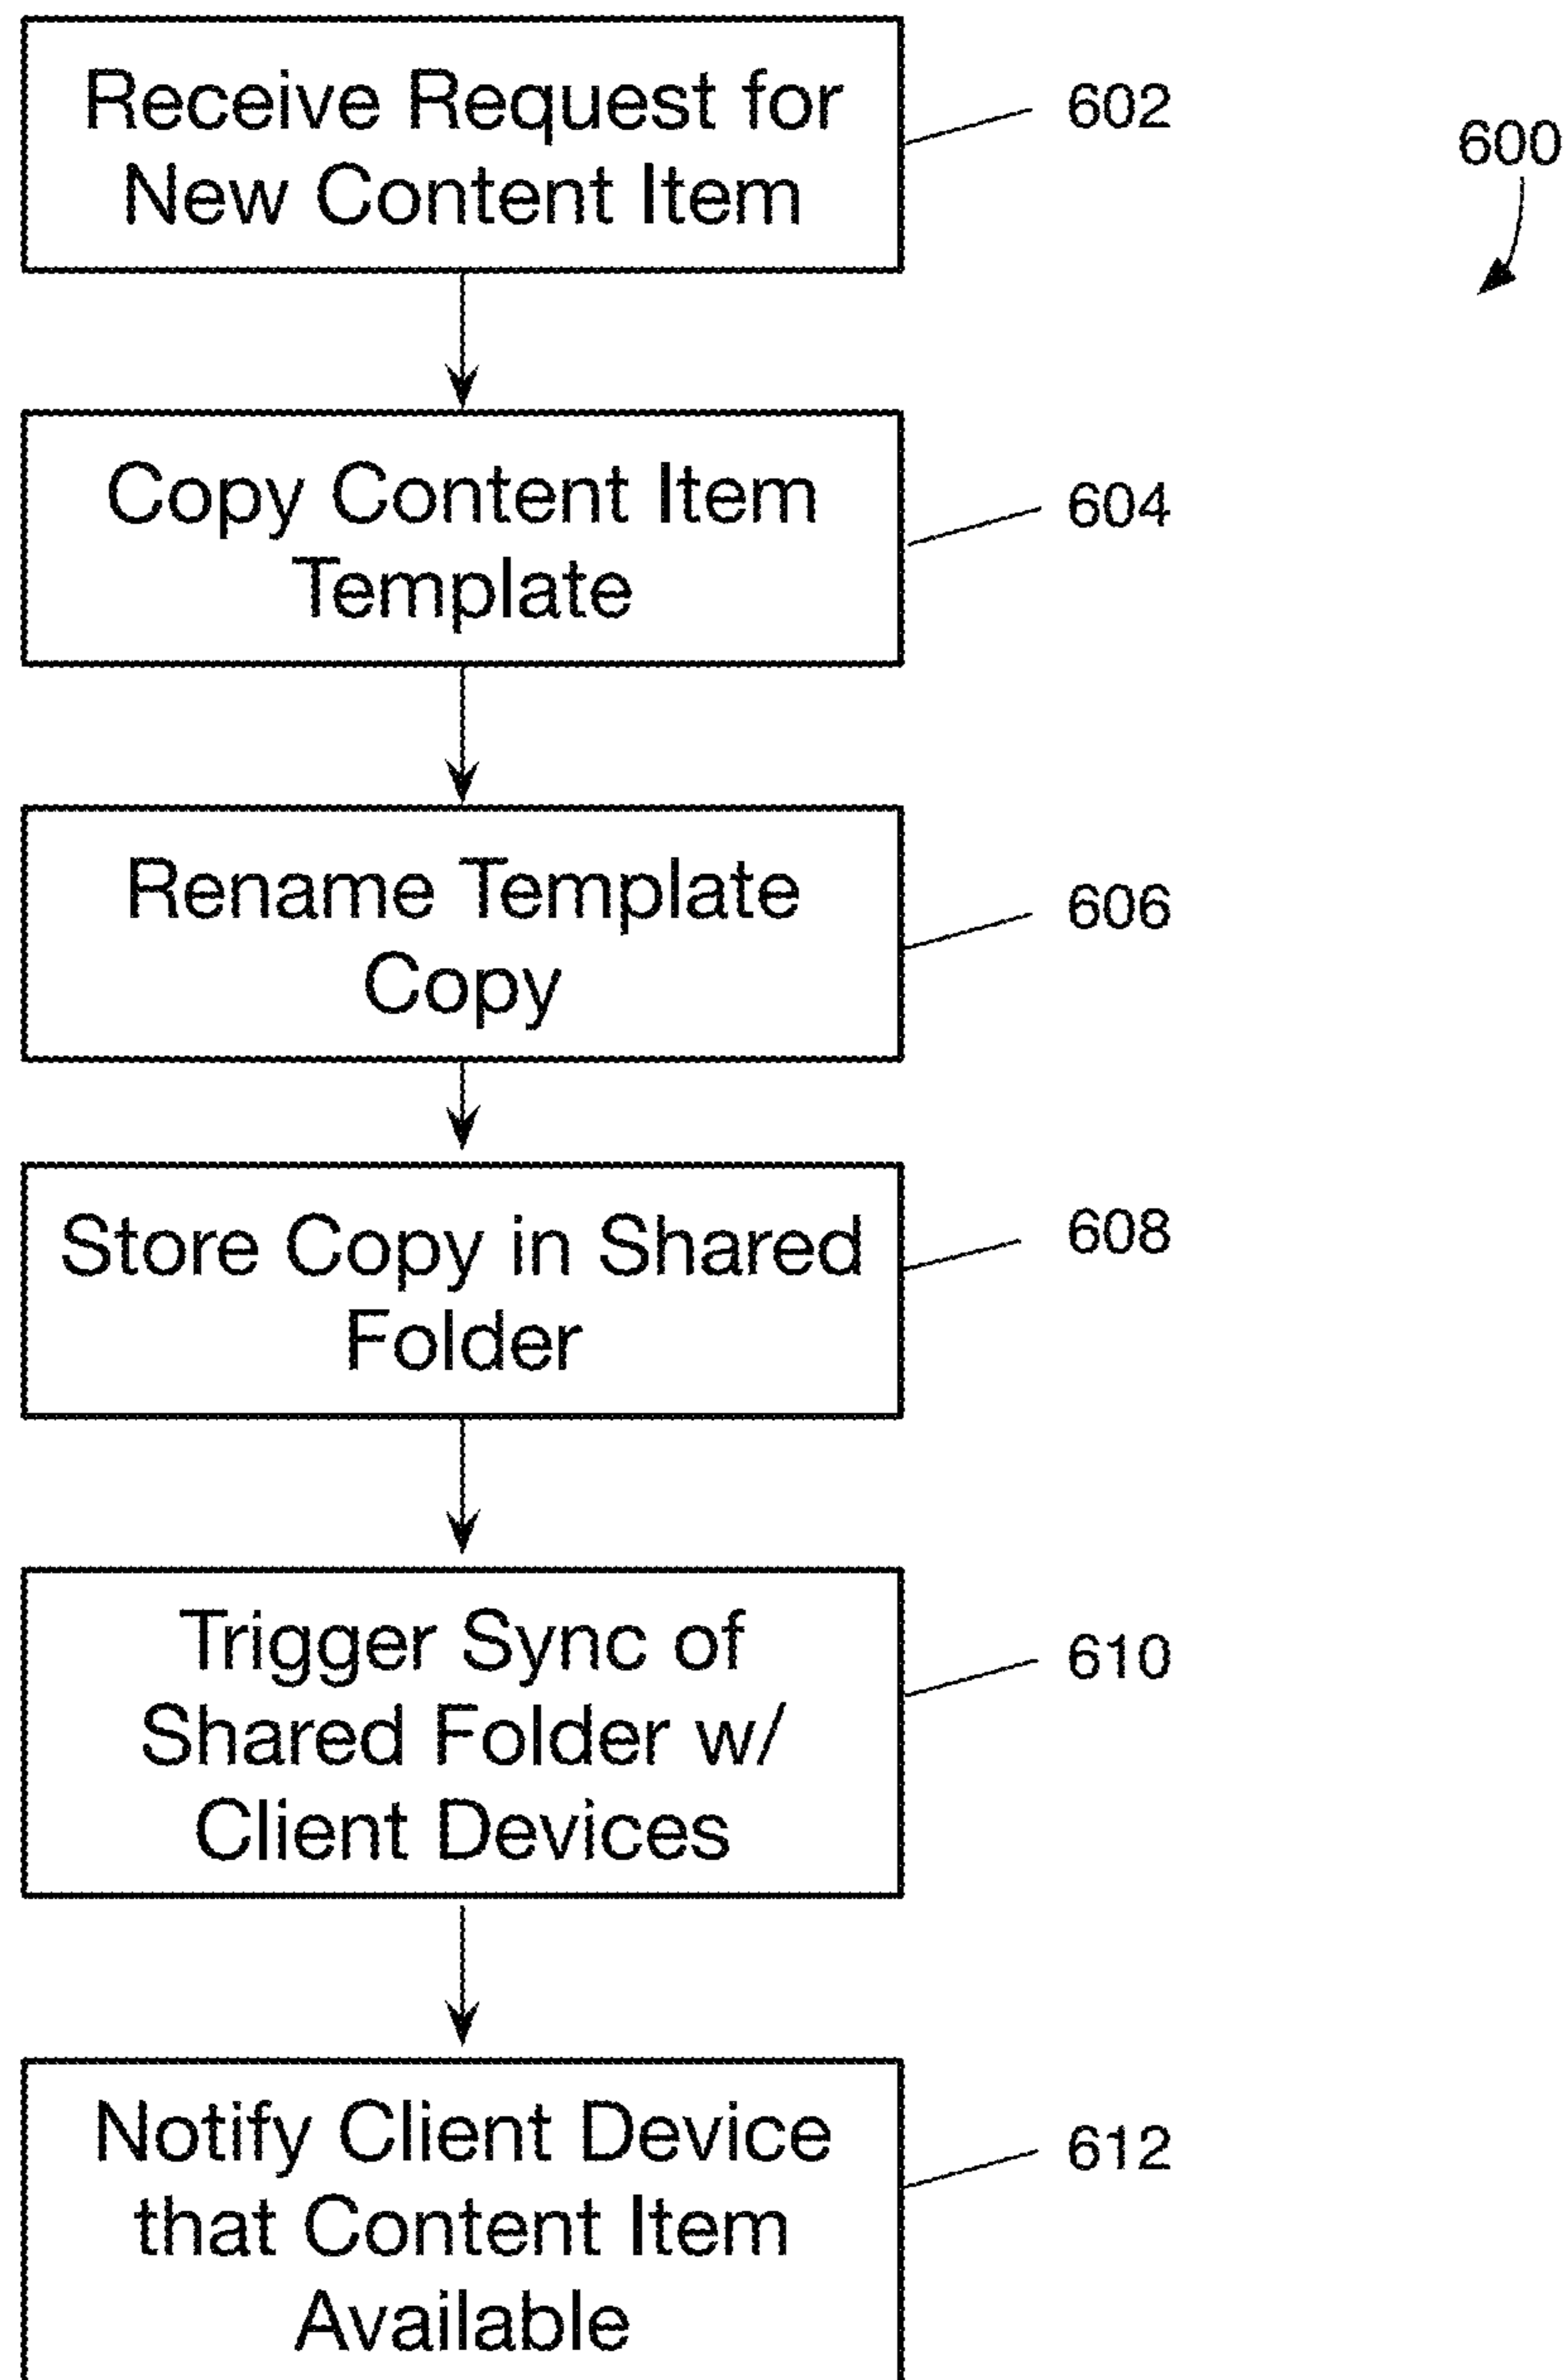 Receive Request for
New Content Item
602
600
Copy Content Item
Template
604
Rename Template
Copy
606
Store Copy in Shared
Folder
608
Trigger Sync of
Shared Folder w/
Client Devices
610
Notify Client Device
that Content Item
Available
612